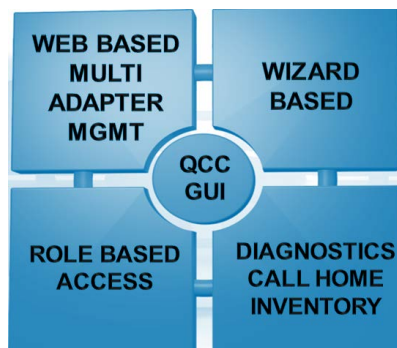 WEB BASED
MULTI
ADAPTER
MGMT
WIZARD
BASED
QCC
GUI
ROLE BASED
ACCESS
DIAGNOSTICS
CALL HOME
INVENTORY